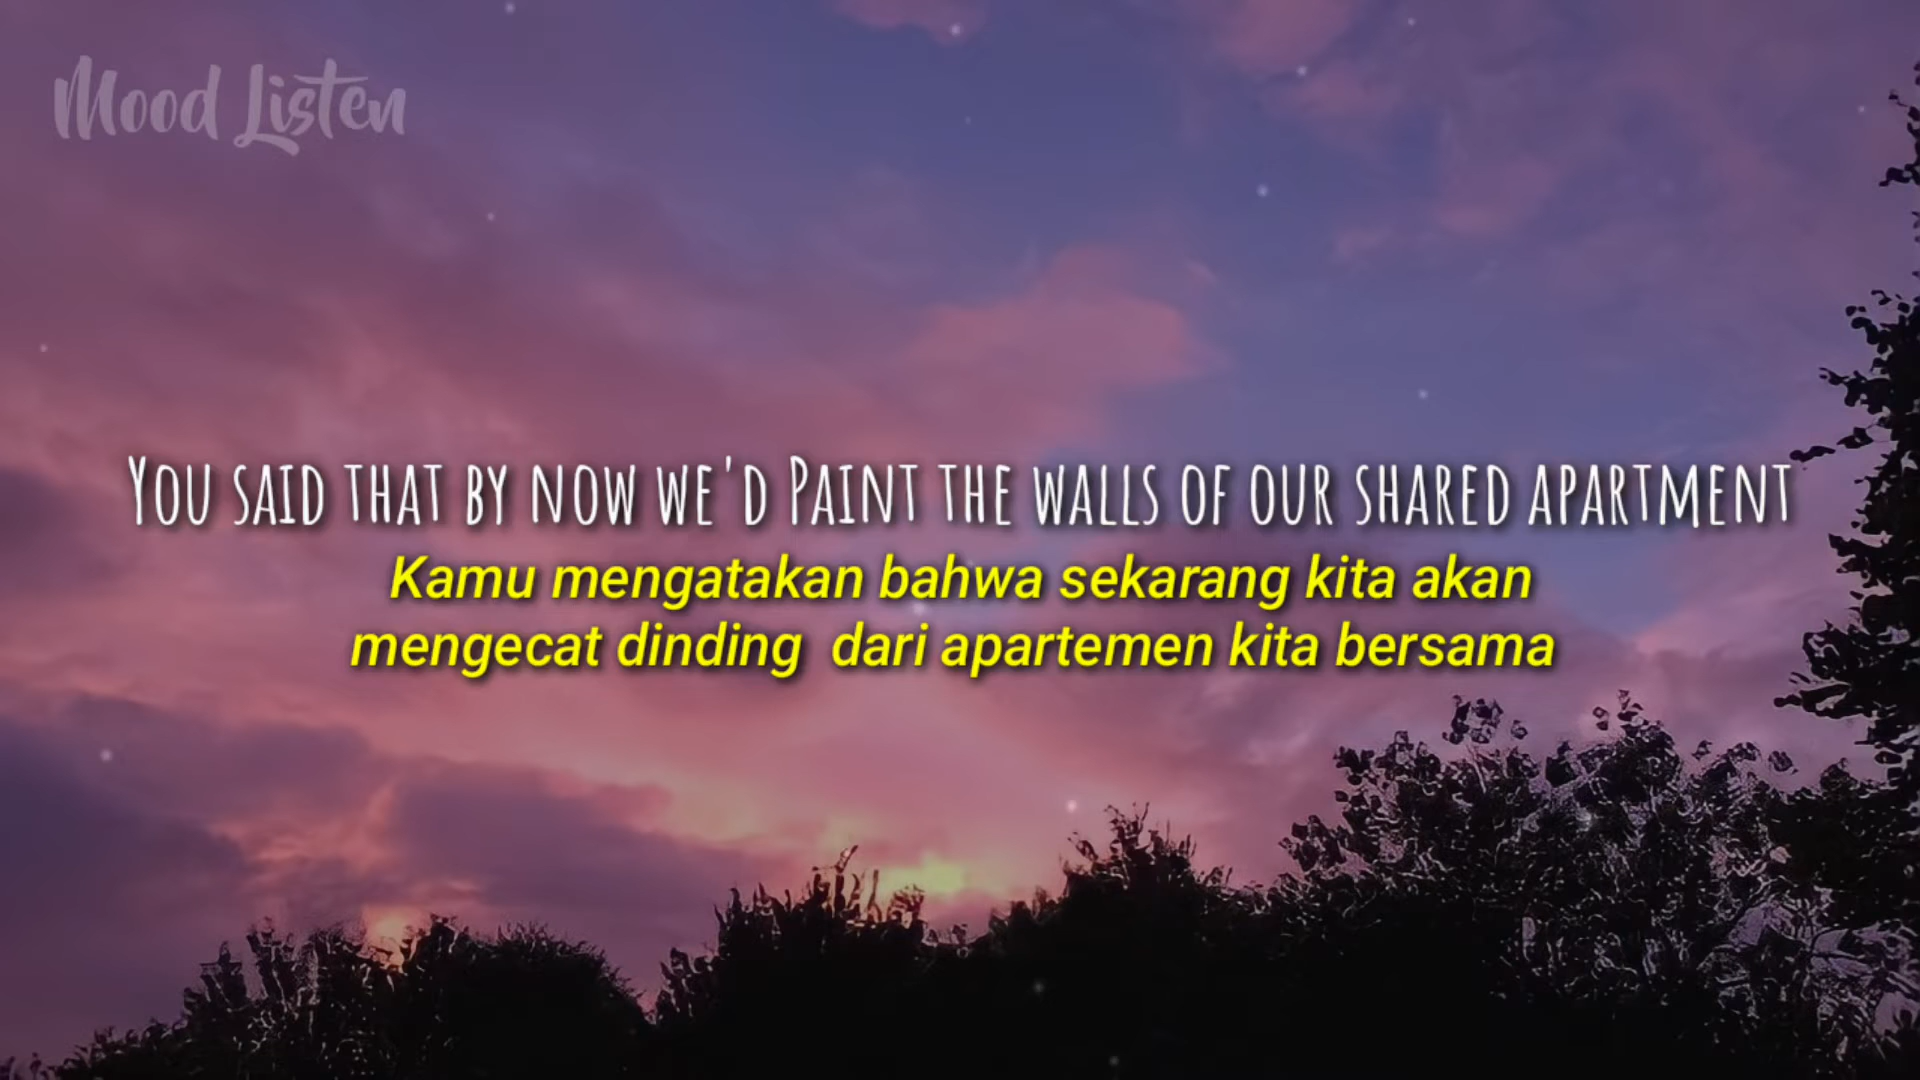 Mood Listen
You said that by now we'd Paint the walls of our shared apartment
Kamu mengatakan bahwa sekarang kita akan
mengecat dinding dari apartemen kita bersama